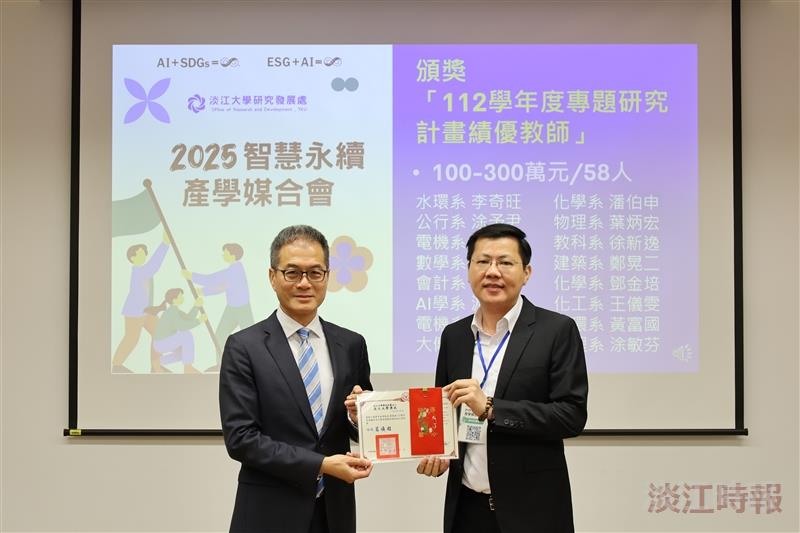 AI+SDGs=∞
ESG+AI=∞
淡江大學研究發展處
Office of Research and Development , TKU
2025 智慧永續
產學媒合會
頒獎
「112學年度專題研究
計畫績優教師」
• 100-300萬元/58人
水環系 李奇旺
公行系 涂予尹
電機系
數學系
會計系
AI學系
電機
大
化學系 潘伯申
物理系 葉炳宏
教科系 徐新逸
建築系 鄭晃二
化學系 鄧金培
化工系 王儀雯
環系 黃富國
系 涂敏芬
淡江時報